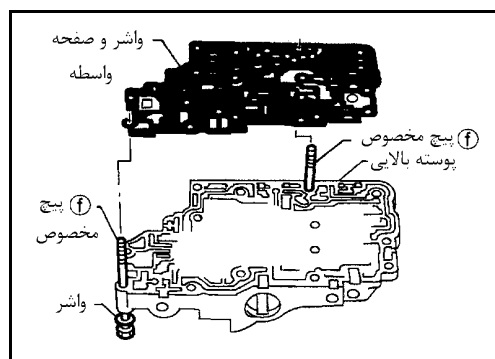 واشر و صفحه
واسطه
ⓕ پیچ مخصوص
پوسته بالایی
ⓕ پیچ
مخصوص
واشر